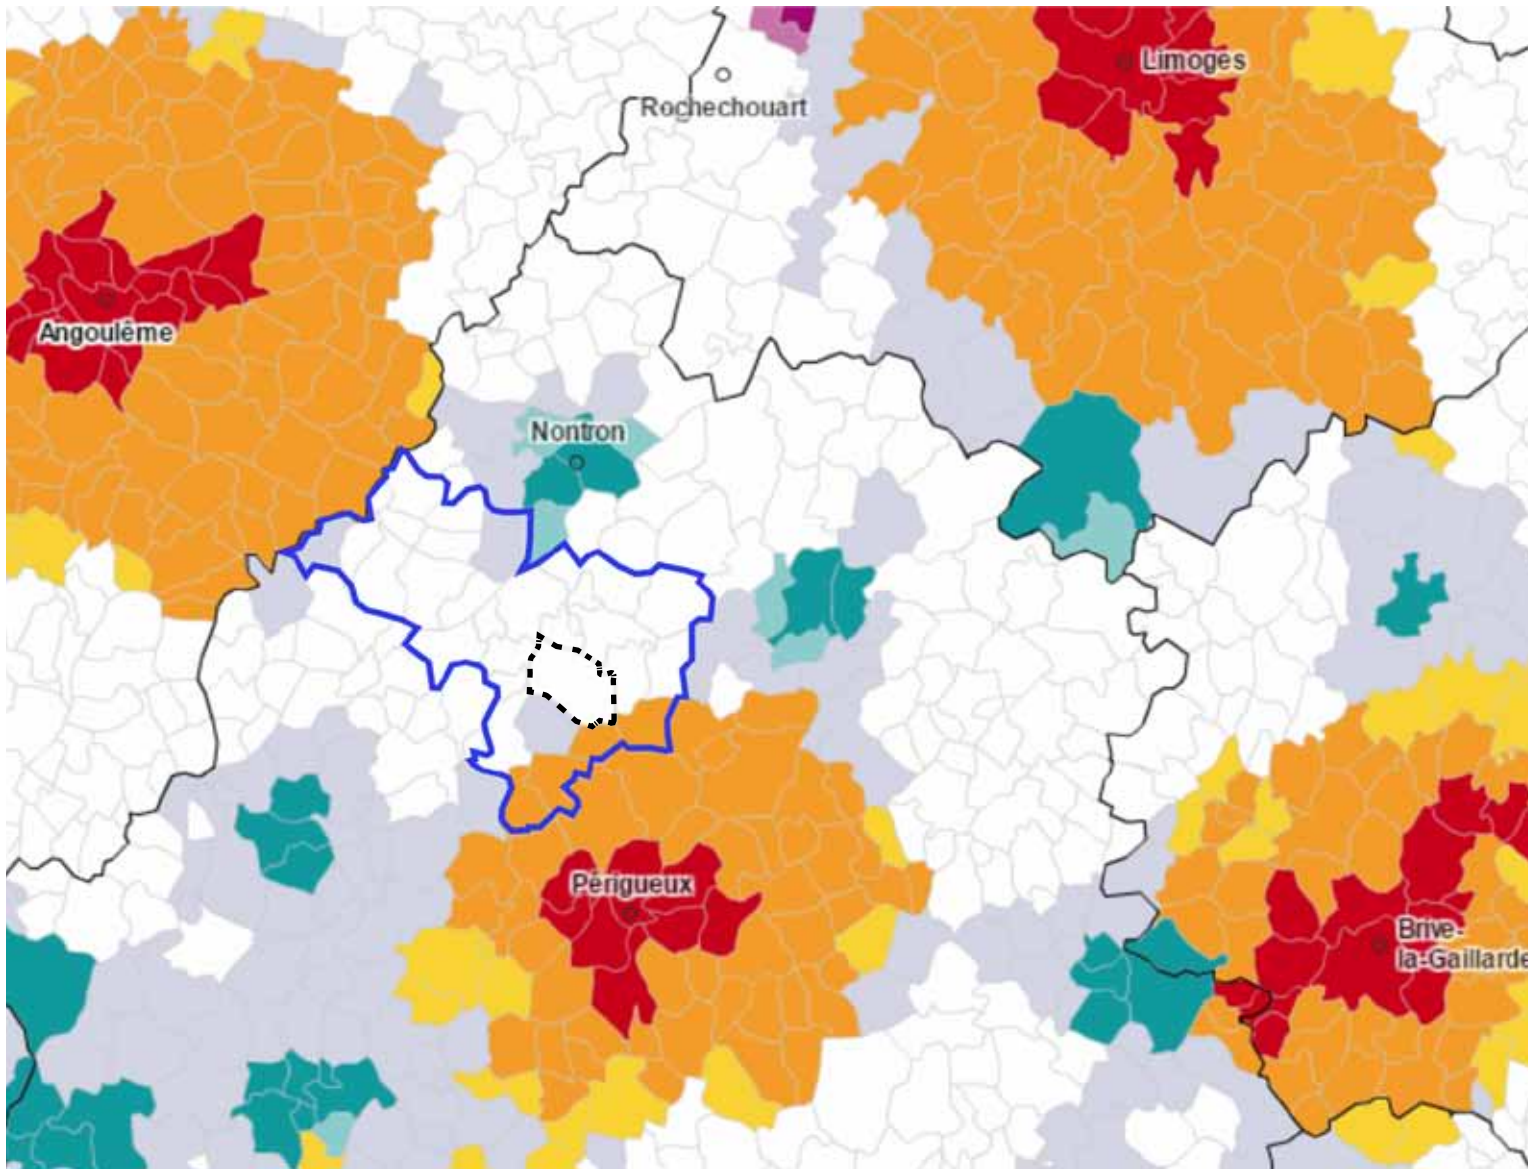 Limoges
Rochechouart
Angoulême
Nontron
Périgueux
Brive-
la-Gaillarde